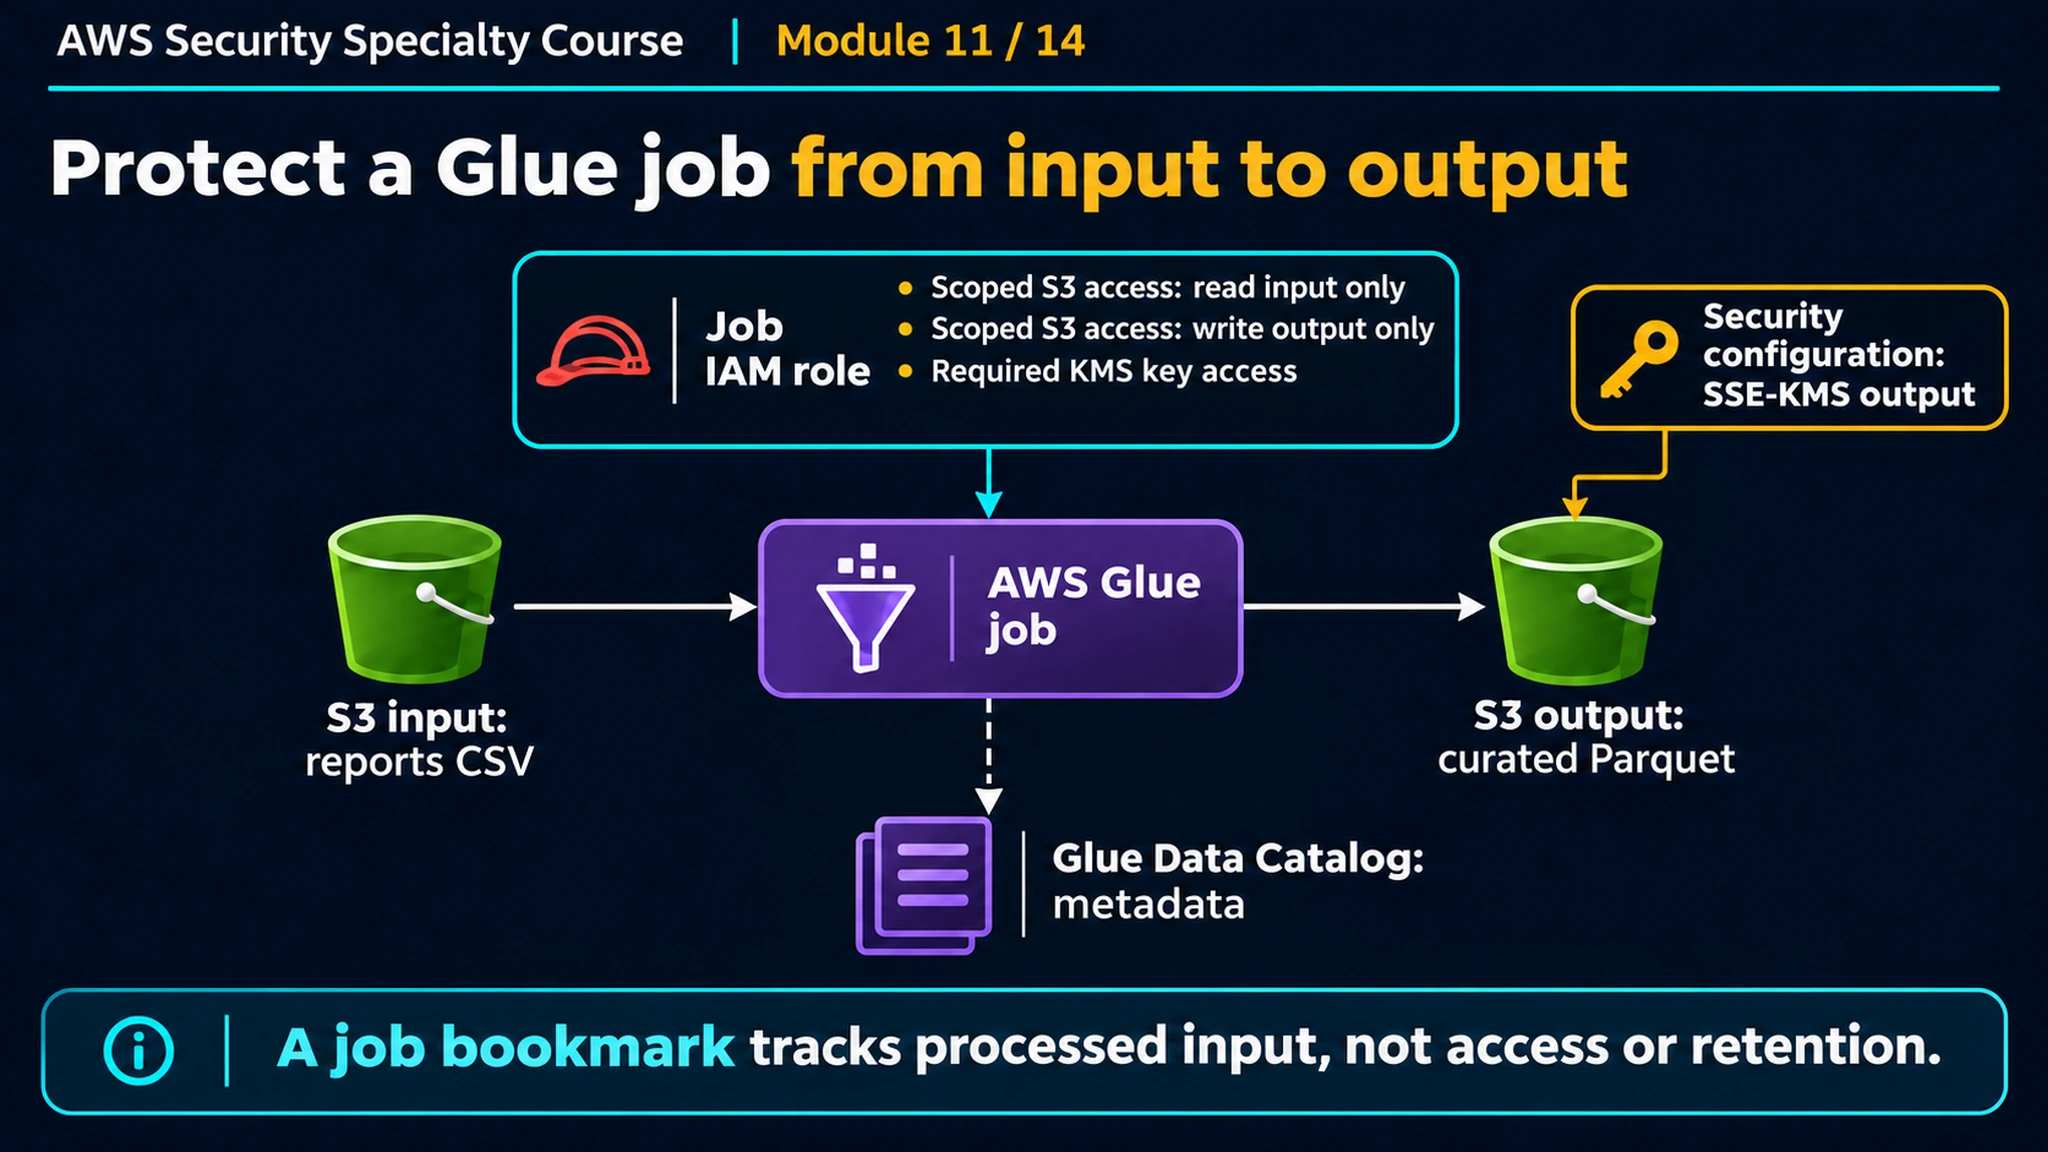 AWS Security Specialty Course | Module 11 / 14
Protect a Glue job from input to output
Job
IAM role
• Scoped S3 access: read input only
• Scoped S3 access: write output only
• Required KMS key access
Security
configuration:
SSE-KMS output
AWS Glue
job
S3 input:
reports CSV
S3 output:
curated Parquet
Glue Data Catalog:
metadata
A job bookmark tracks processed input, not access or retention.